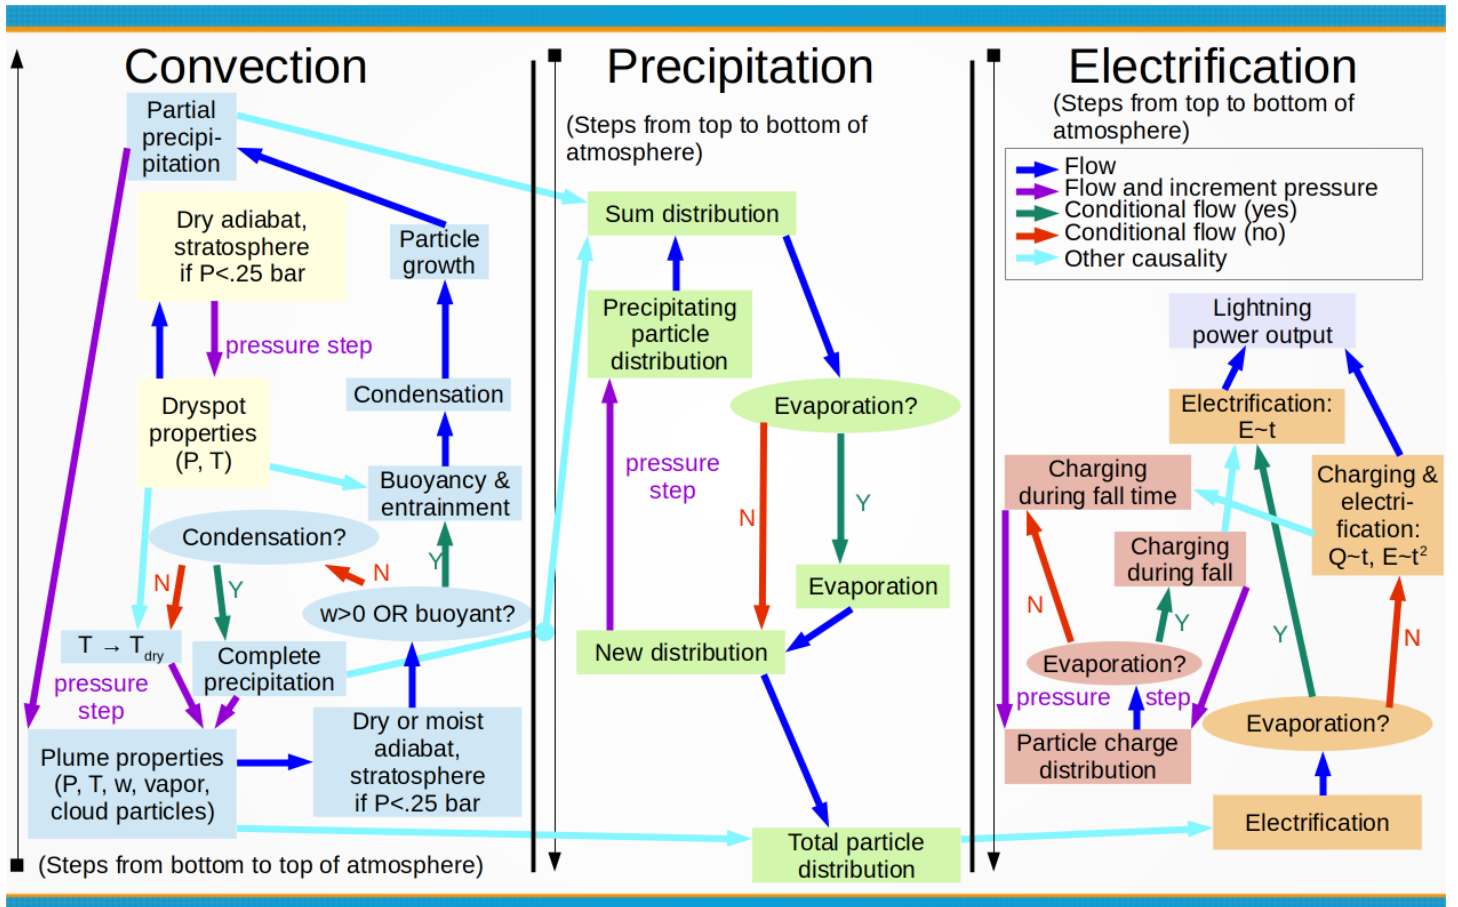 Convection
Partial
precipi-
pitation
Dry adiabat,
stratosphere
if P<.25 bar
Particle
growth
pressure step
Dryspot
properties
(P, T)
Condensation
Buoyancy &
entrainment
Condensation?
Y
N
N
Y
w>0 OR buoyant?
T → Tdry
Complete
precipitation
pressure
step
Plume properties
(P, T, w, vapor,
cloud particles)
Dry or moist
adiabat,
stratosphere
if P<.25 bar
(Steps from bottom to top of atmosphere)
Precipitation
(Steps from top to bottom of
atmosphere)
Sum distribution
Precipitating
particle
distribution
Evaporation?
pressure
step
N
Y
Evaporation
New distribution
Total particle
distribution
Electrification
(Steps from top to bottom of
atmosphere)
Flow
Flow and increment pressure
Conditional flow (yes)
Conditional flow (no)
Other causality
Lightning
power output
Electrification:
E~t
Charging
during fall time
Charging &
electri-
fication:
Q~t, E~t²
Charging
during fall
N
Y
Y
N
Evaporation?
pressure step
Particle charge
distribution
Evaporation?
Electrification